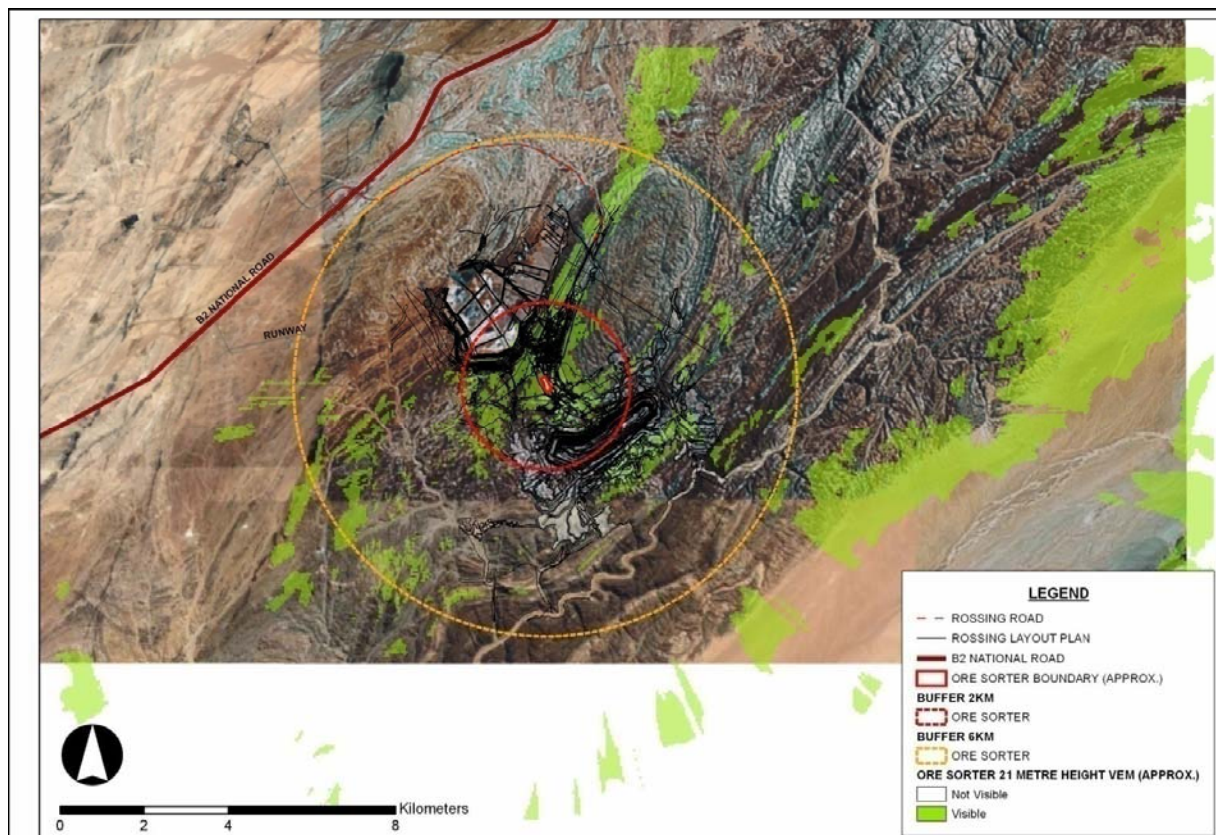 B2 NATIONAL ROAD
RUNWAY
LEGEND
ROSSING ROAD
ROSSING LAYOUT PLAN
B2 NATIONAL ROAD
ORE SORTER BOUNDARY (APPROX.)
BUFFER 2KM
ORE SORTER
BUFFER 6KM
ORE SORTER
ORE SORTER 21 METRE HEIGHT VEM (APPROX.)
Not Visible
Visible
Kilometers
0 2 4 8